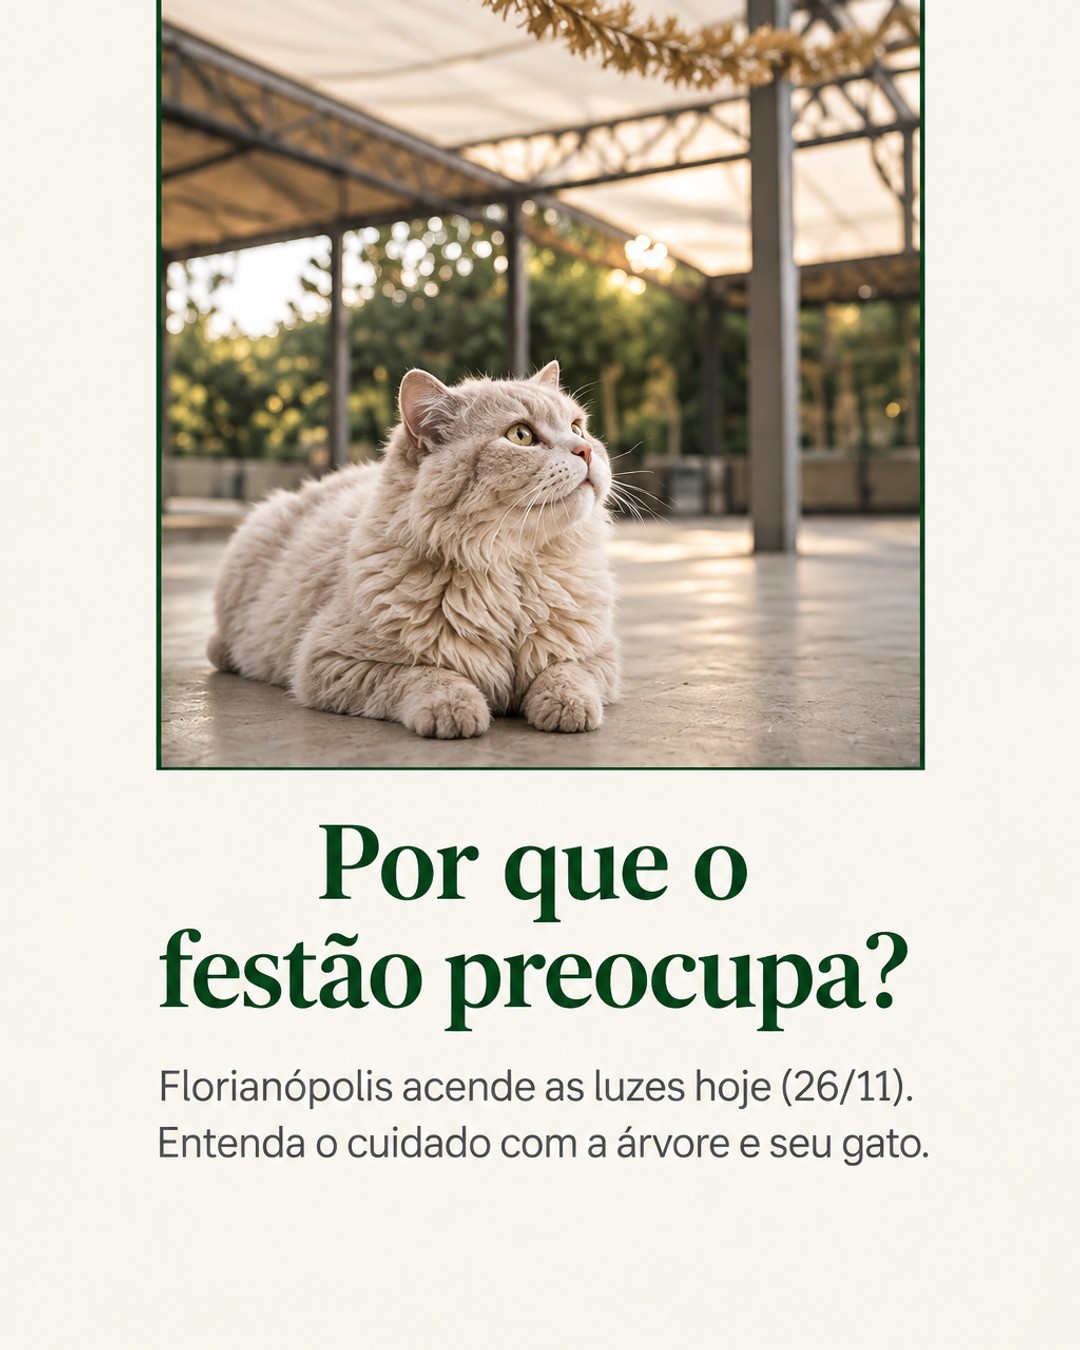 Por que o
festão preocupa?
Florianópolis acende as luzes hoje (26/11).
Entenda o cuidado com a árvore e seu gato.